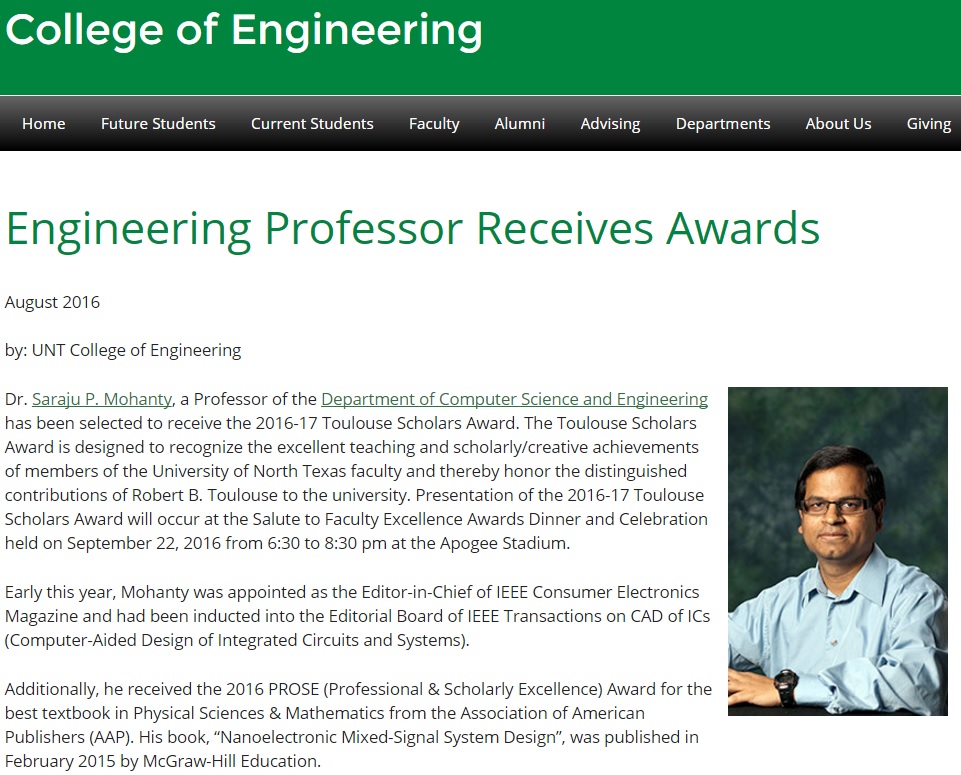 College of Engineering
Home Future Students Current Students Faculty Alumni Advising Departments About Us Giving
Engineering Professor Receives Awards
August 2016
by: UNT College of Engineering
Dr. Saraju P. Mohanty, a Professor of the Department of Computer Science and Engineering
has been selected to receive the 2016-17 Toulouse Scholars Award. The Toulouse Scholars
Award is designed to recognize the excellent teaching and scholarly/creative achievements
of members of the University of North Texas faculty and thereby honor the distinguished
contributions of Robert B. Toulouse to the university. Presentation of the 2016-17 Toulouse
Scholars Award will occur at the Salute to Faculty Excellence Awards Dinner and Celebration
held on September 22, 2016 from 6:30 to 8:30 pm at the Apogee Stadium.
Early this year, Mohanty was appointed as the Editor-in-Chief of IEEE Consumer Electronics
Magazine and had been inducted into the Editorial Board of IEEE Transactions on CAD of ICs
(Computer-Aided Design of Integrated Circuits and Systems).
Additionally, he received the 2016 PROSE (Professional & Scholarly Excellence) Award for the
best textbook in Physical Sciences & Mathematics from the Association of American
Publishers (AAP). His book, “Nanoelectronic Mixed-Signal System Design”, was published in
February 2015 by McGraw-Hill Education.